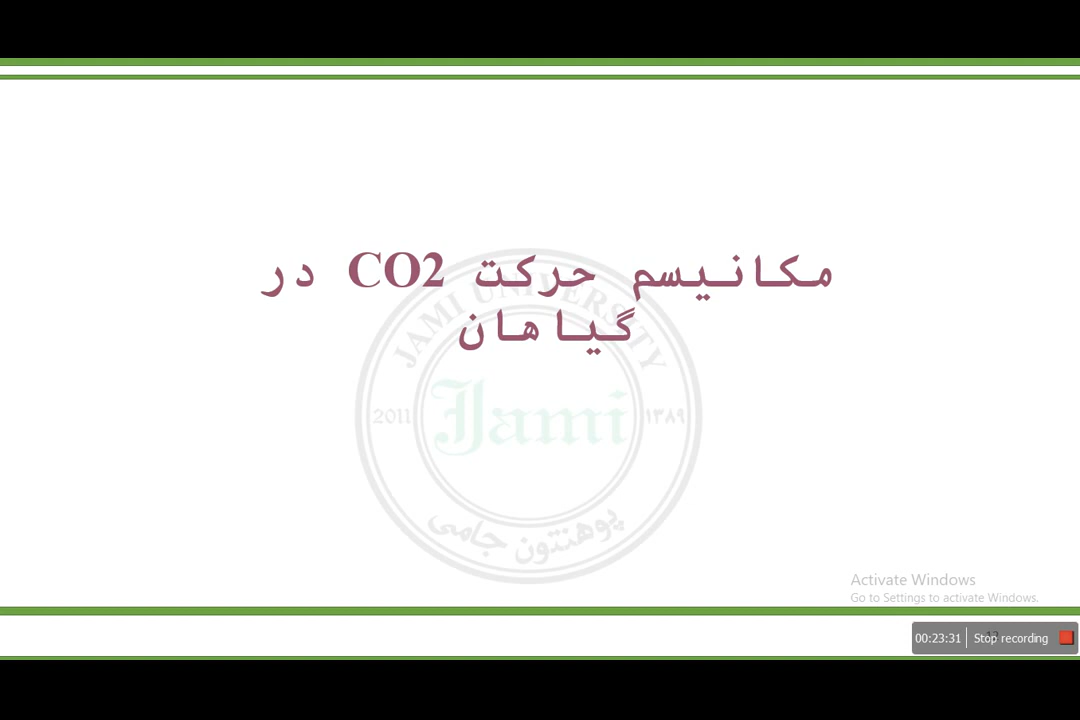 مکانیسم حرکت CO2 در
گیاهان
JAMI UNIVERSITY
2011
Jami
۱۳۸۹
پوهنتون جامی
Activate Windows
Go to Settings to activate Windows.
00:23:31 Stop recording